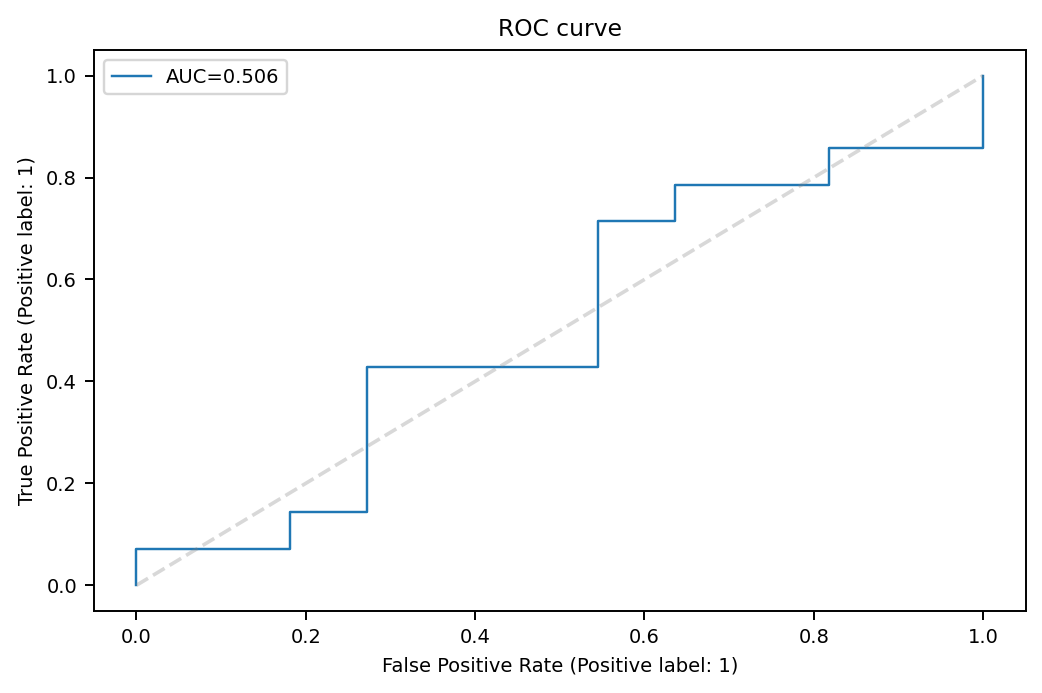 ROC curve
AUC=0.506
1.0
0.8
0.6
0.4
0.2
0.0
True Positive Rate (Positive label: 1)
0.0 0.2 0.4 0.6 0.8 1.0
False Positive Rate (Positive label: 1)